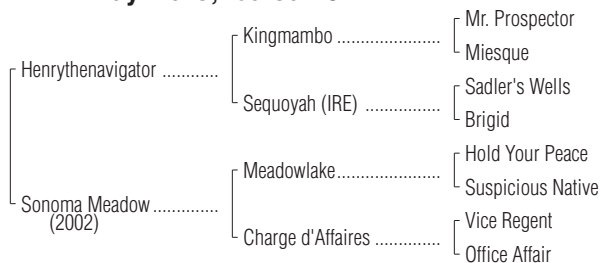 Mr. Prospector
Kingmambo ..................
Miesque
Henrythenavigator ............
Sadler's Wells
Sequoyah (IRE) .................
Brigid
Hold Your Peace
Meadowlake.......................
Suspicious Native
Sonoma Meadow..............
(2002)
Vice Regent
Charge d'Affaires ...............
Office Affair